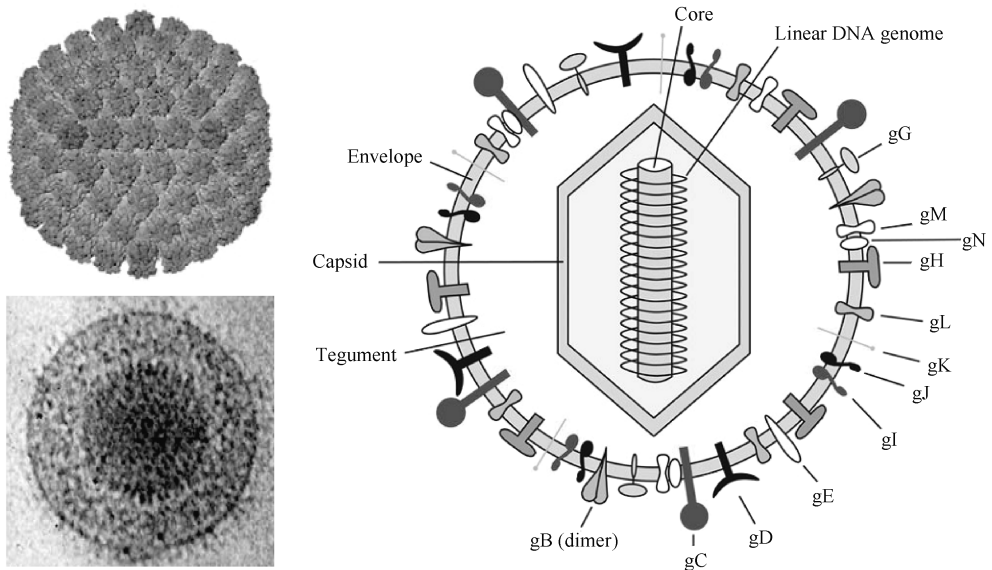 Core
Linear DNA genome
gG
Envelope
gM
gN
gH
Capsid
gL
Tegument
gK
gJ
gI
gE
gB (dimer)
gD
gC